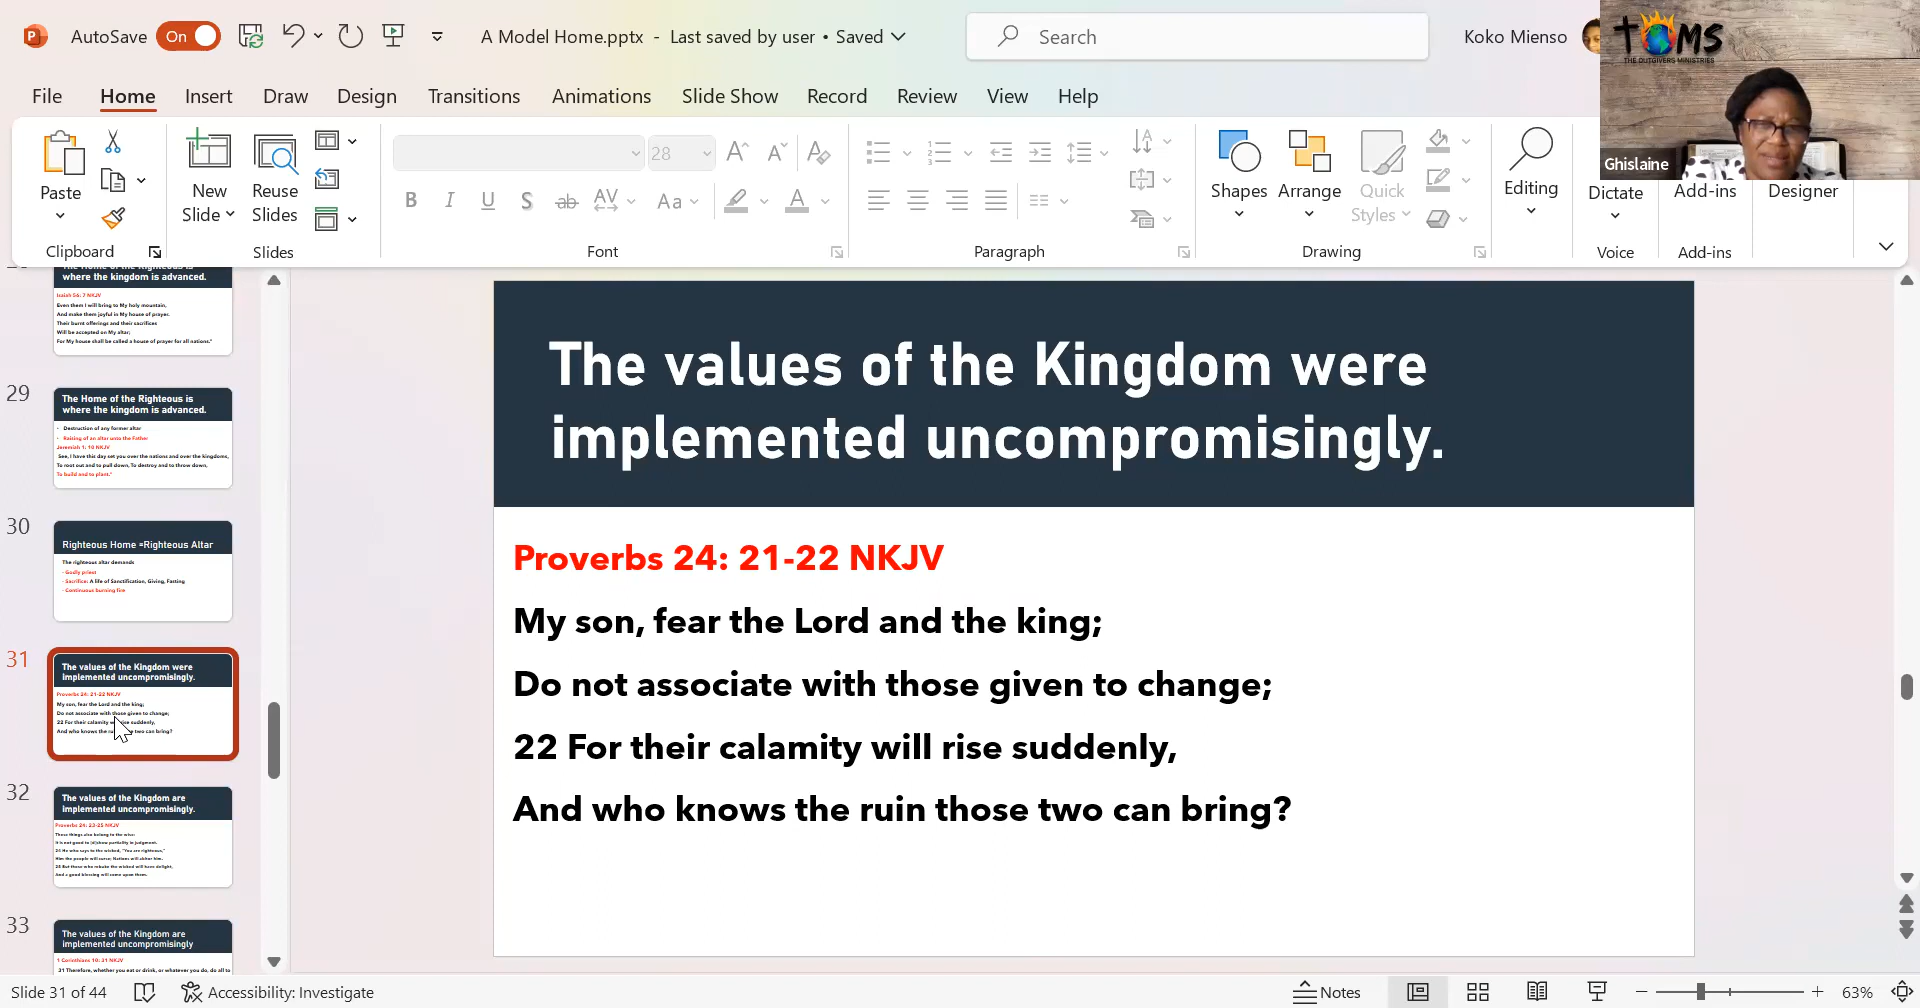 AutoSave On A Model Home.pptx - Last saved by user • Saved Search Koko Mienso
TOMS
THE OUTGIVERS MINISTRIES
Ghislaine
File Home Insert Draw Design Transitions Animations Slide Show Record Review View Help
Paste New Slide Reuse Slides 28 Shapes Arrange Quick Styles Editing Dictate Add-ins Designer
Clipboard Slides Font Paragraph Drawing Voice Add-ins
where the kingdom is advanced.
Isaiah 56: 7 NKJV
Even them I will bring to My holy mountain,
And make them joyful in My house of prayer.
Their burnt offerings and their sacrifices
Will be accepted on My altar;
For My house shall be called a house of prayer for all nations."
29
The Home of the Righteous is
where the kingdom is advanced.
• Destruction of any former altar
• Raising of an altar unto the Father
Jeremiah 1: 10 NKJV
See, I have this day set you over the nations and over the kingdoms,
To root out and to pull down, To destroy and to throw down,
To build and to plant."
30
Righteous Home =Righteous Altar
The righteous altar demands
- Godly priest
- Sacrifice: A life of Sanctification, Giving, Fasting
- Continuous burning fire
31
The values of the Kingdom were
implemented uncompromisingly.
Proverbs 24: 21-22 NKJV
My son, fear the Lord and the king;
Do not associate with those given to change;
22 For their calamity will rise suddenly,
And who knows the ruin those two can bring?
32
The values of the Kingdom are
implemented uncompromisingly.
Proverbs 24: 23-25 NKJV
These things also belong to the wise:
It is not good to show partiality in judgment.
24 He who says to the wicked, "You are righteous,"
Him the people will curse; Nations will abhor him.
25 But those who rebuke the wicked will have delight,
And a good blessing will come upon them.
33
The values of the Kingdom are
implemented uncompromisingly
1 Corinthians 10: 31 NKJV
31 Therefore, whether you eat or drink, or whatever you do, do all to
The values of the Kingdom were
implemented uncompromisingly.
Proverbs 24: 21-22 NKJV
My son, fear the Lord and the king;
Do not associate with those given to change;
22 For their calamity will rise suddenly,
And who knows the ruin those two can bring?
Slide 31 of 44 Accessibility: Investigate Notes 63%